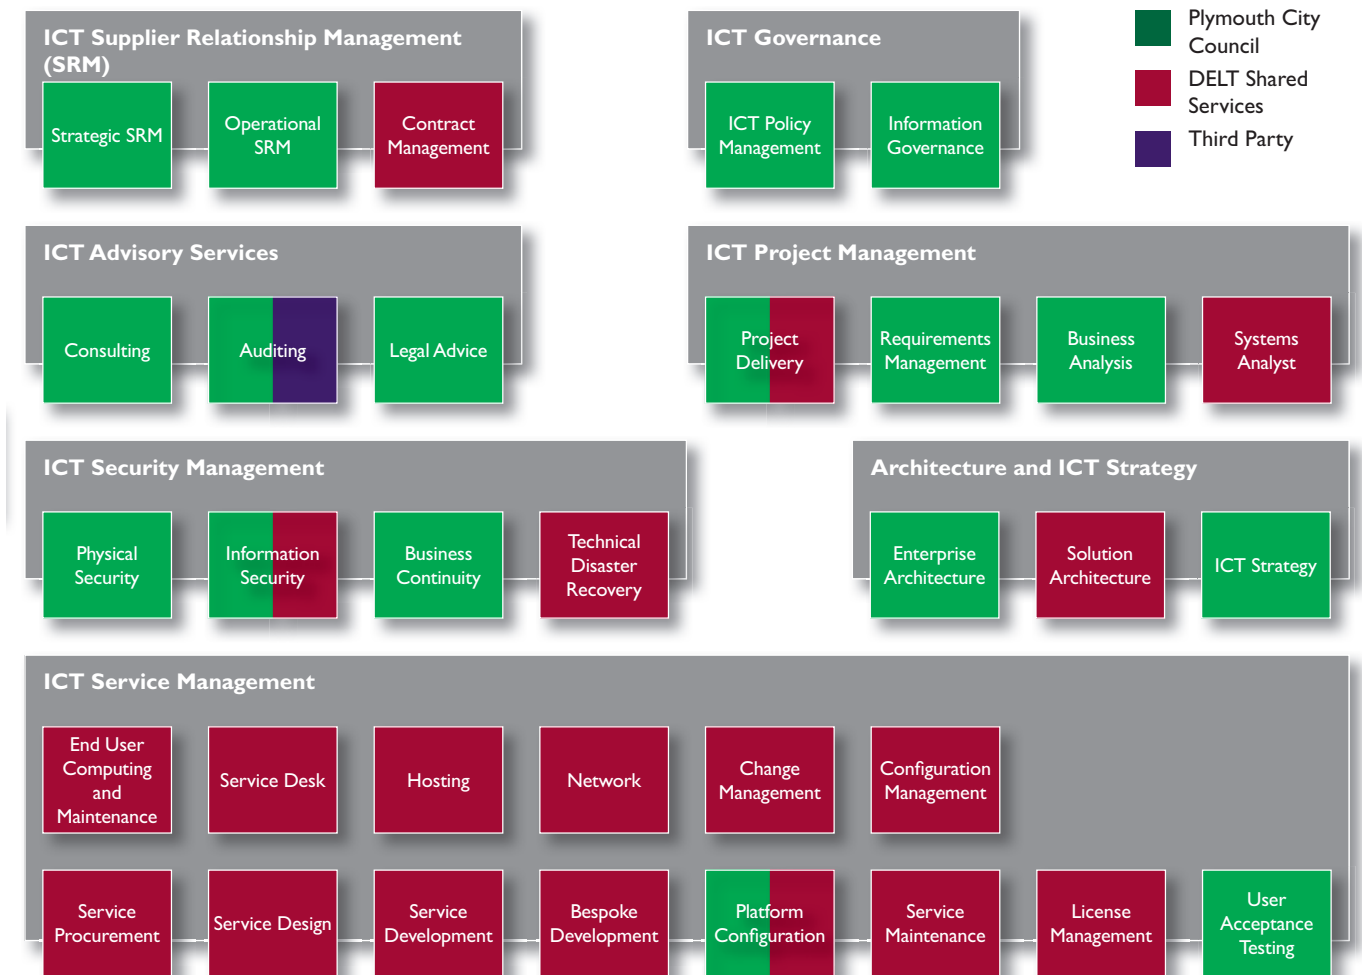 ICT Supplier Relationship Management
(SRM)
Strategic SRM
Operational
SRM
Contract
Management
ICT Governance
ICT Policy
Management
Information
Governance
Plymouth City
Council
DELT Shared
Services
Third Party
ICT Advisory Services
Consulting
Auditing
Legal Advice
ICT Project Management
Project
Delivery
Requirements
Management
Business
Analysis
Systems
Analyst
ICT Security Management
Physical
Security
Information
Security
Business
Continuity
Technical
Disaster
Recovery
Architecture and ICT Strategy
Enterprise
Architecture
Solution
Architecture
ICT Strategy
ICT Service Management
End User
Computing
and
Maintenance
Service Desk
Hosting
Network
Change
Management
Configuration
Management
Service
Procurement
Service Design
Service
Development
Bespoke
Development
Platform
Configuration
Service
Maintenance
License
Management
User
Acceptance
Testing